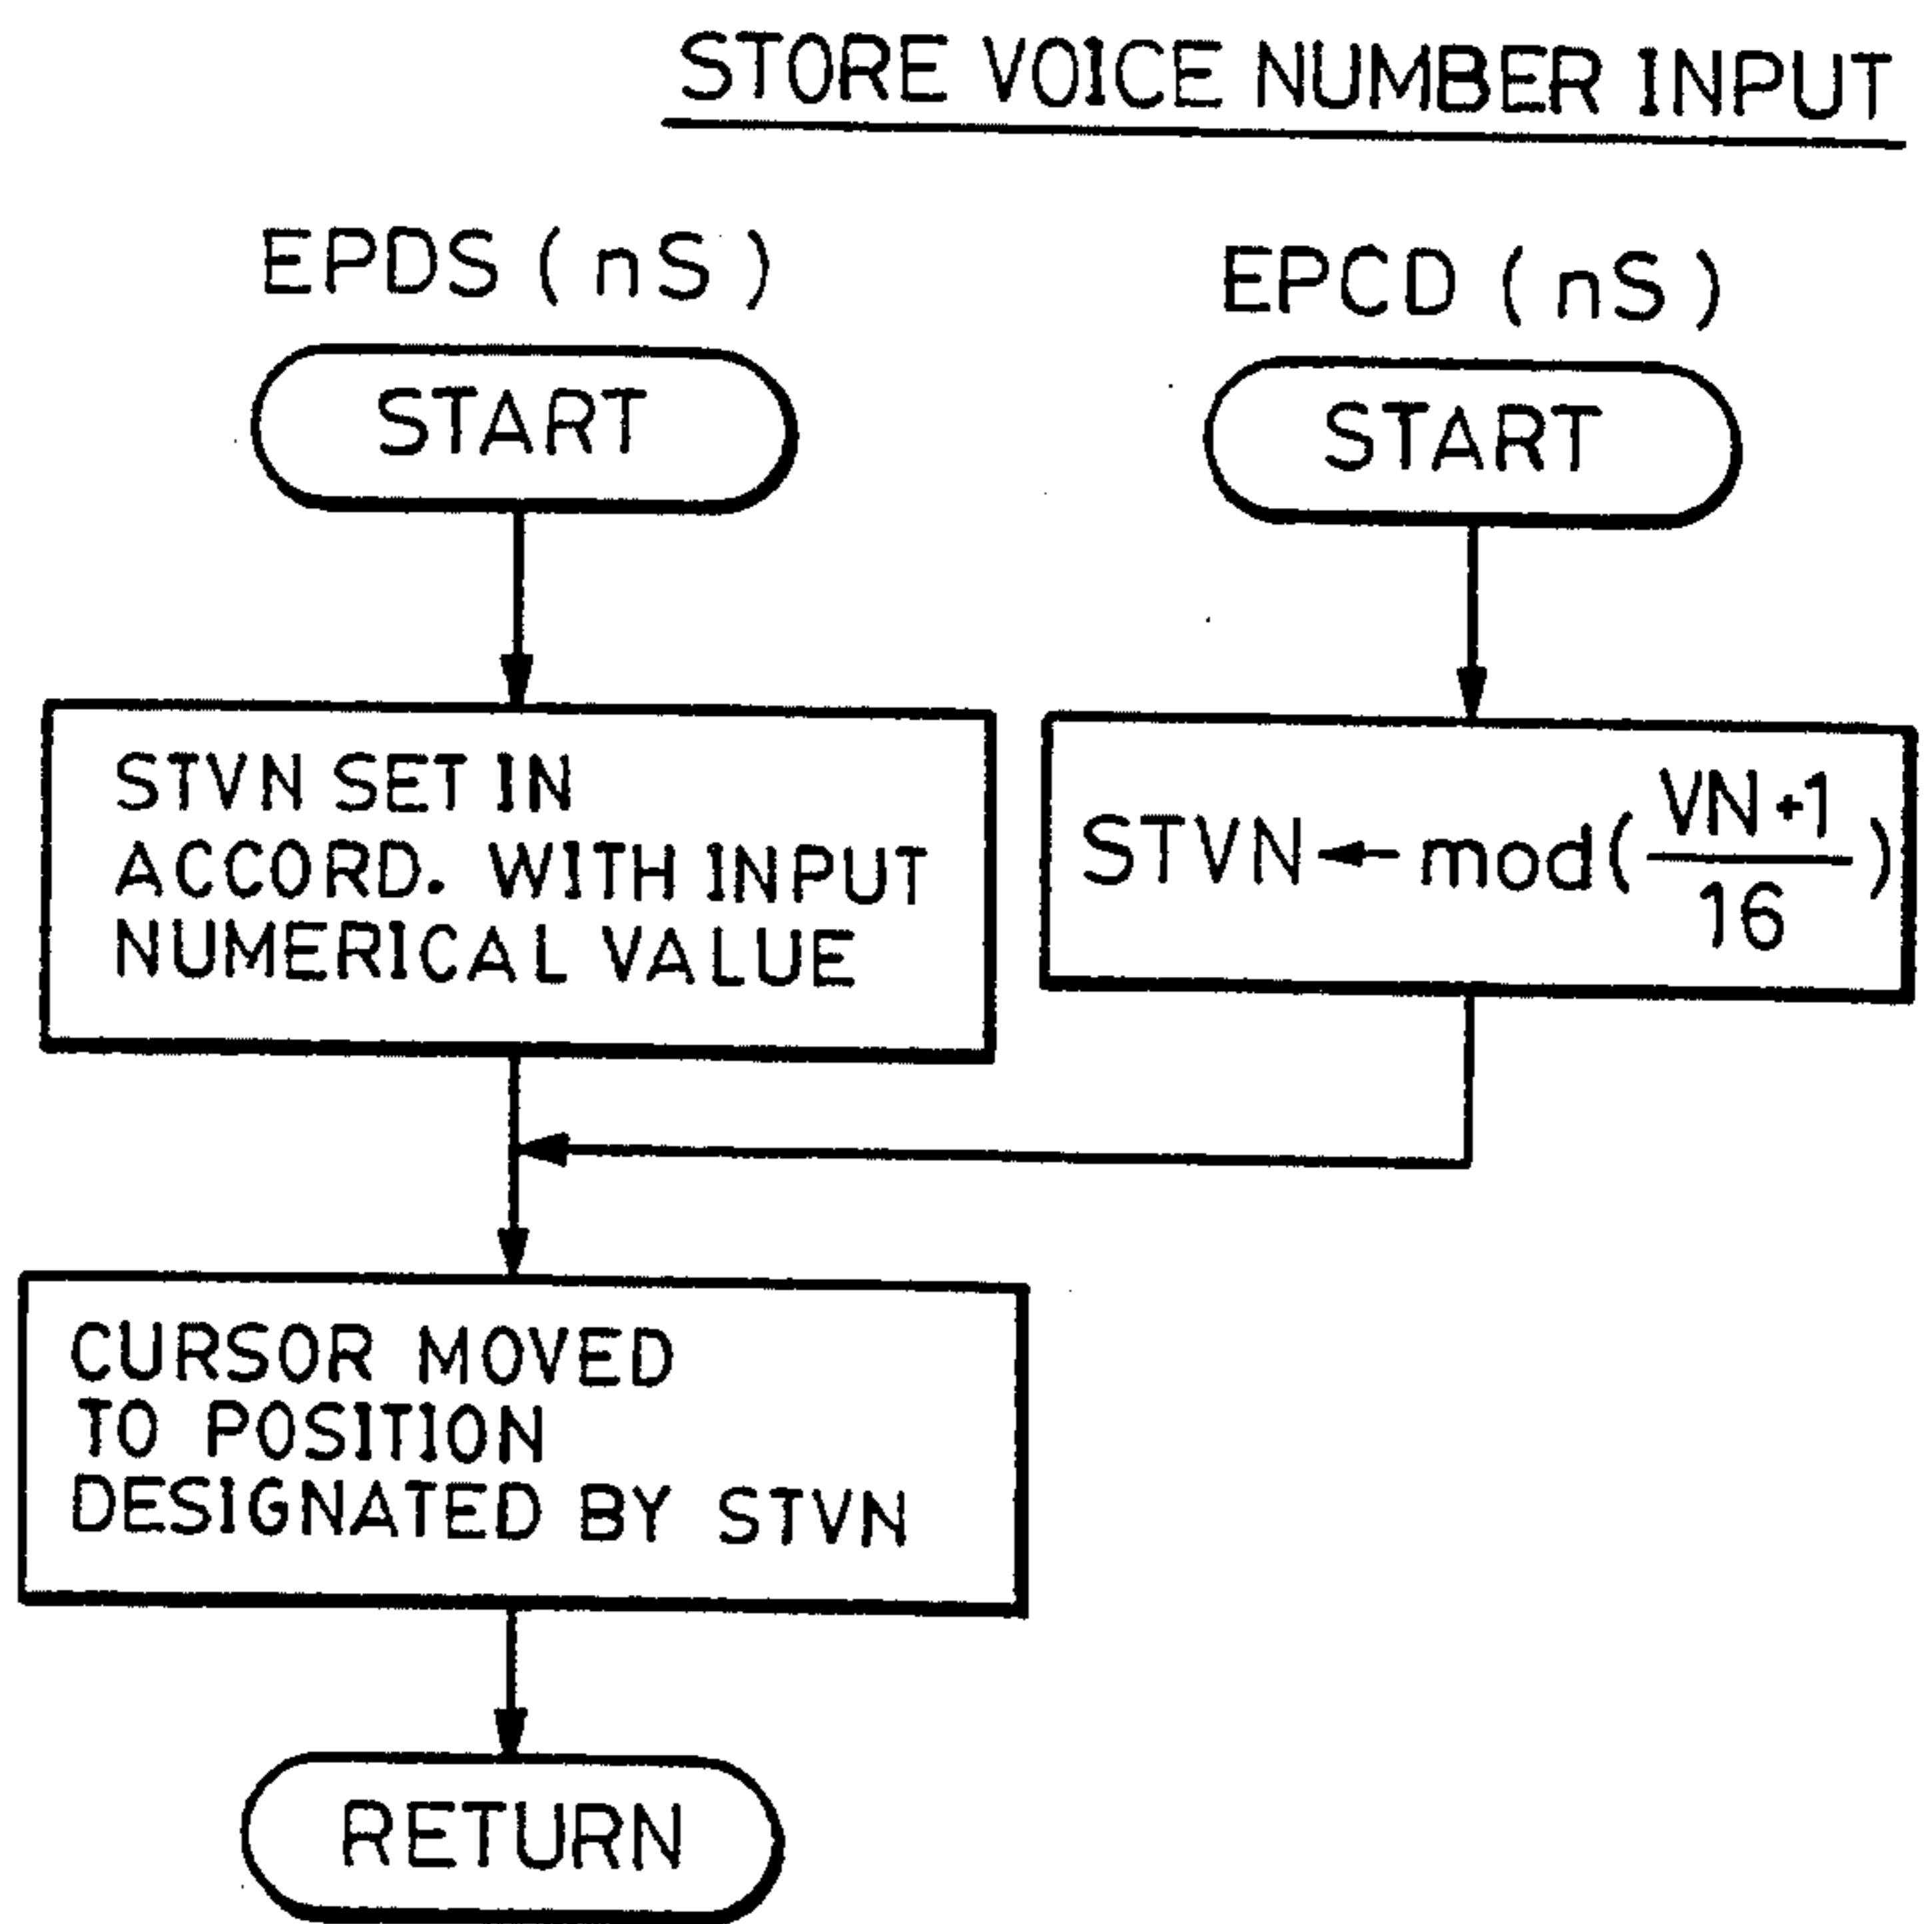 STORE VOICE NUMBER INPUT
EPDS ( nS )
START
STVN SET IN
ACCORD. WITH INPUT
NUMERICAL VALUE
EPCD ( nS )
START
STVN ← mod( VN+1 / 16 )
CURSOR MOVED
TO POSITION
DESIGNATED BY STVN
RETURN